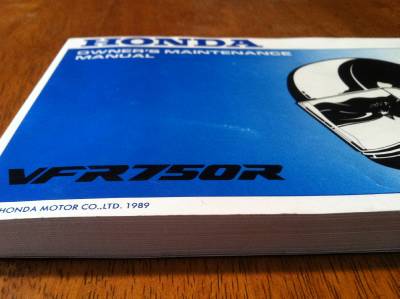 HONDA
OWNER'S MAINTENANCE
MANUAL
VFR750R
HONDA MOTOR CO.,LTD. 1989